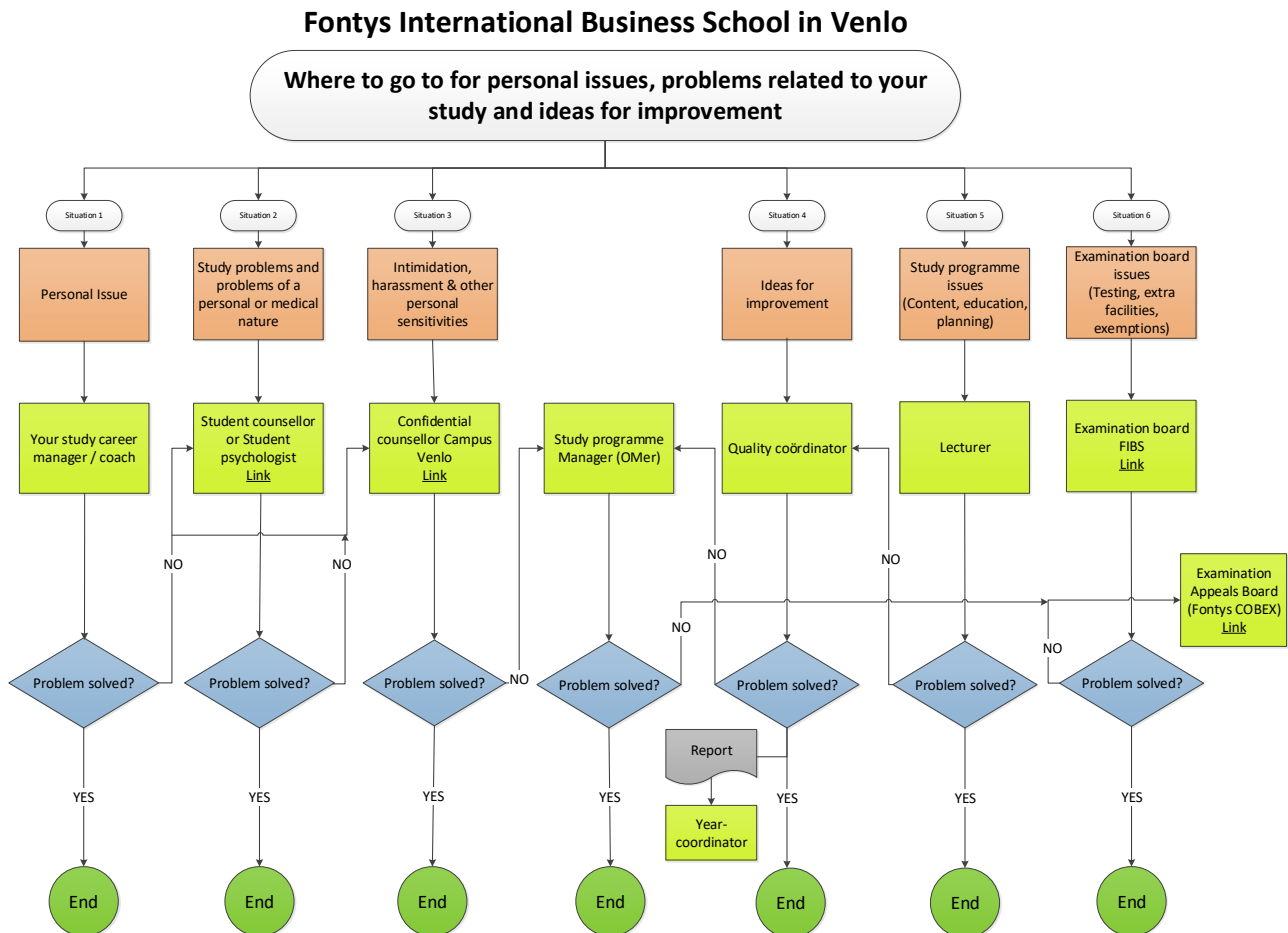 Fontys International Business School in Venlo
Where to go to for personal issues, problems related to your
study and ideas for improvement
Situation 1
Situation 2
Situation 3
Situation 4
Situation 5
Situation 6
Personal Issue
Study problems and
problems of a
personal or medical
nature
Intimidation,
harassment & other
personal
sensitivities
Ideas for
improvement
Study programme
issues
(Content, education,
planning)
Examination board
issues
(Testing, extra
facilities,
exemptions)
Your study career
manager / coach
Student counsellor
or Student
psychologist
Link
Confidential
counsellor Campus
Venlo
Link
Study programme
Manager (OMer)
Quality coördinator
Lecturer
Examination board
FIBS
Link
NO
NO
NO
NO
Examination
Appeals Board
(Fontys COBEX)
Link
NO
NO
NO
Problem solved?
Problem solved?
Problem solved?
Problem solved?
Problem solved?
Problem solved?
Problem solved?
Report
Year-
coordinator
YES
YES
YES
YES
YES
YES
YES
End
End
End
End
End
End
End